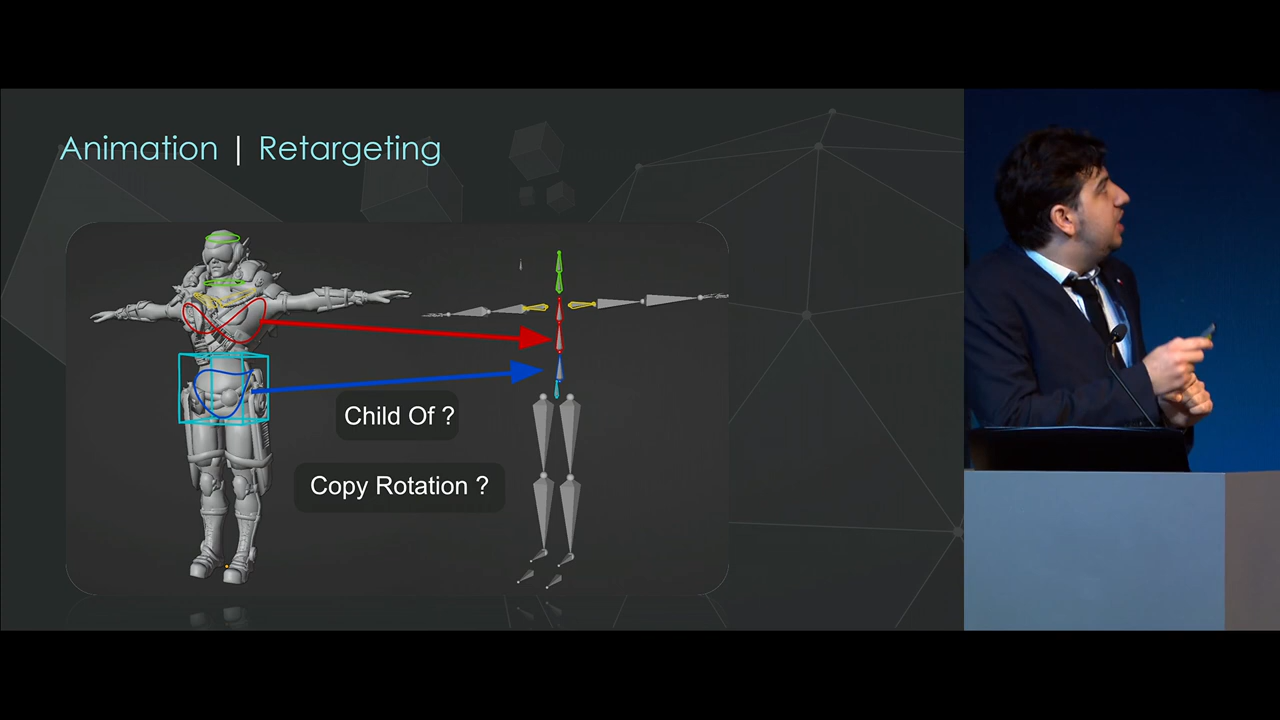 Animation | Retargeting
Child Of ?
Copy Rotation ?